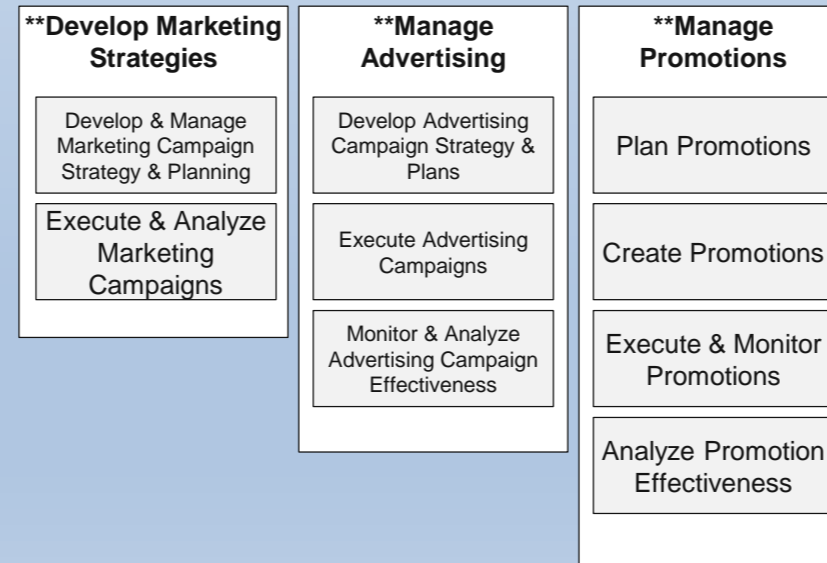 **Develop Marketing
Strategies
Develop & Manage
Marketing Campaign
Strategy & Planning
Execute & Analyze
Marketing
Campaigns
**Manage
Advertising
Develop Advertising
Campaign Strategy &
Plans
Execute Advertising
Campaigns
Monitor & Analyze
Advertising Campaign
Effectiveness
**Manage
Promotions
Plan Promotions
Create Promotions
Execute & Monitor
Promotions
Analyze Promotion
Effectiveness